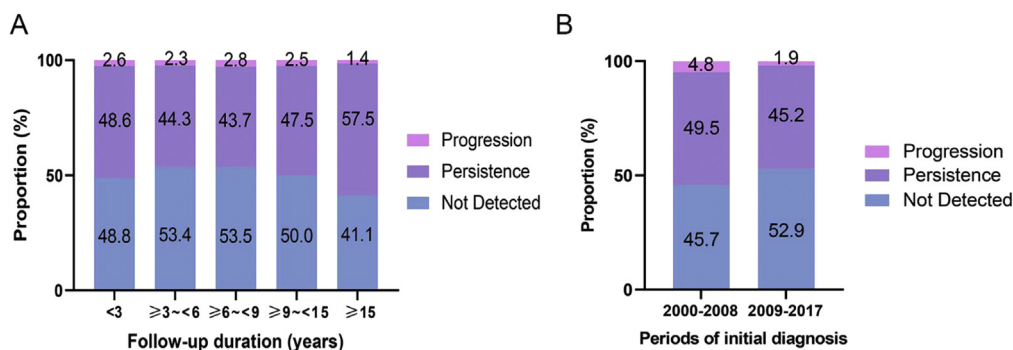 A
B
100
2.6
2.3
2.8
2.5
1.4
48.6
44.3
43.7
47.5
57.5
50
48.8
53.4
53.5
50.0
41.1
0
<3
⩾3~<6
⩾6~<9
⩾9~<15
⩾15
Proportion (%)
Follow-up duration (years)
Progression
Persistence
Not Detected
100
4.8
1.9
49.5
45.2
50
45.7
52.9
0
2000-2008
2009-2017
Proportion (%)
Periods of initial diagnosis
Progression
Persistence
Not Detected